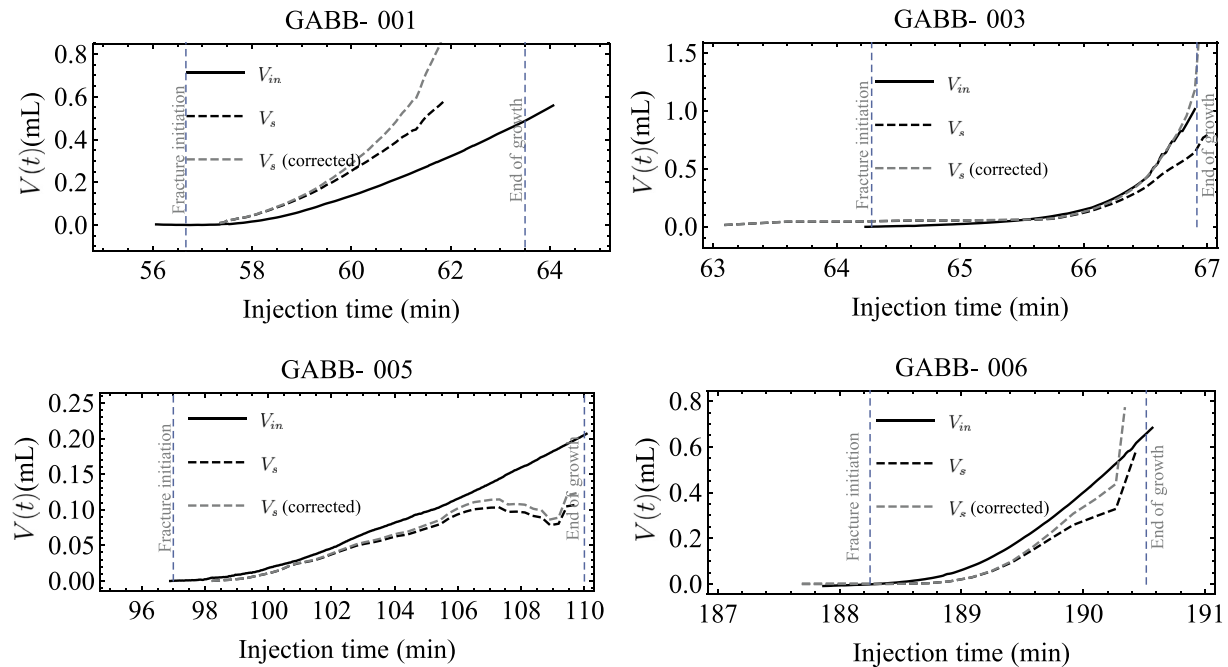 GABB- 001
V(t)(mL)
0.8
0.6
0.4
0.2
0.0
V_in
V_s
V_s (corrected)
Fracture initiation
End of growth
56 58 60 62 64
Injection time (min)
GABB- 003
V(t)(mL)
1.5
1.0
0.5
0.0
V_in
V_s
V_s (corrected)
Fracture initiation
End of growth
63 64 65 66 67
Injection time (min)
GABB- 005
V(t)(mL)
0.25
0.20
0.15
0.10
0.05
0.00
V_in
V_s
V_s (corrected)
Fracture initiation
End of growth
96 98 100 102 104 106 108 110
Injection time (min)
GABB- 006
V(t)(mL)
0.8
0.6
0.4
0.2
0.0
V_in
V_s
V_s (corrected)
Fracture initiation
End of growth
187 188 189 190 191
Injection time (min)